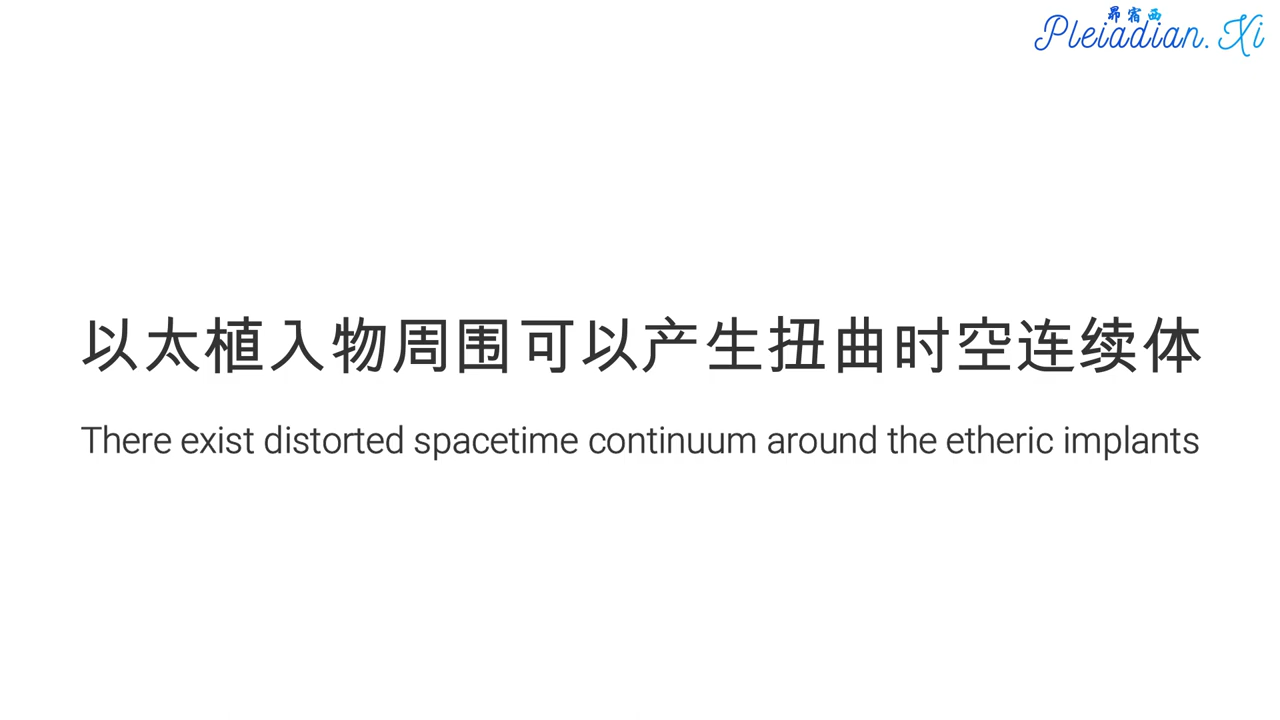 昴宿西
Pleiadian. Xi
以太植入物周围可以产生扭曲时空连续体
There exist distorted spacetime continuum around the etheric implants